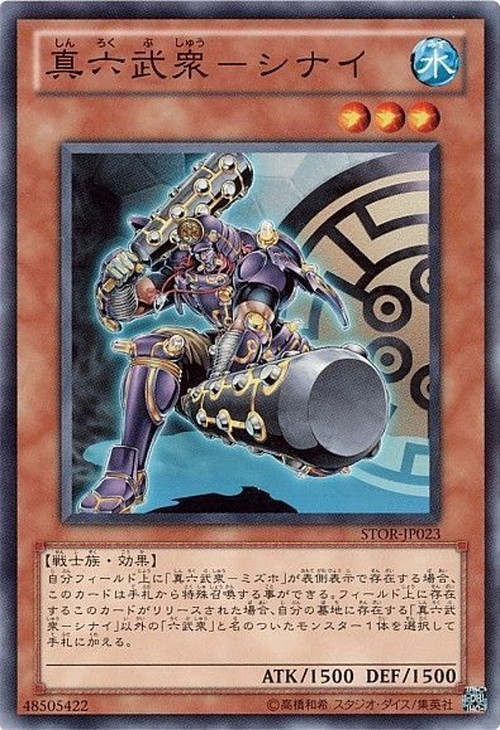 真六武衆－シナイ
しん ろく ぶ しゅう
水
STOR-JP023
【戦士族・効果】
自分フィールド上に「真六武衆－ミズホ」が表側表示で存在する場合、
このカードは手札から特殊召喚する事ができる。フィールド上に存在
するこのカードがリリースされた場合、自分の墓地に存在する「真六武
衆－シナイ」以外の「六武衆」と名のついたモンスター１体を選択して
手札に加える。
ATK/1500 DEF/1500
48505422
©高橋和希 スタジオ・ダイス/集英社